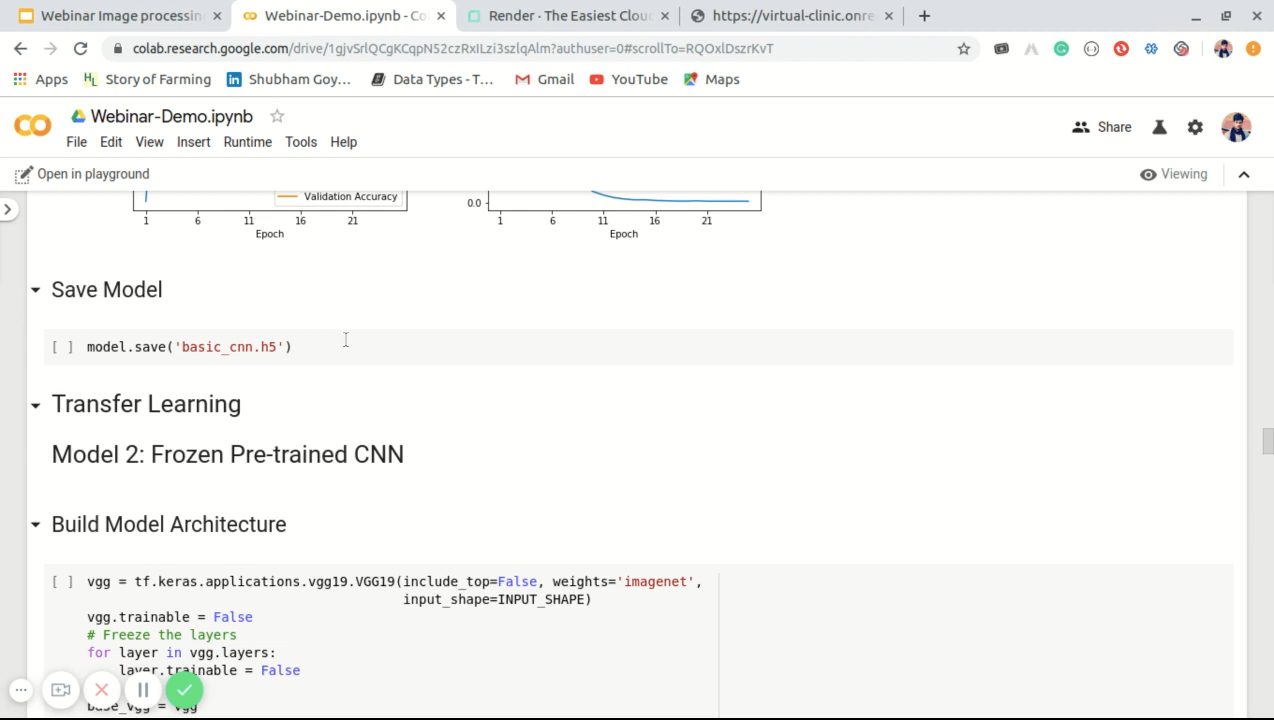 Winebar Image processin
Webinar-Demo.ipynb - Co
Render · The Easiest Clou
https://virtual-clinic.onre
colab.research.google.com/drive/1gjvSrlQCgKCqpN52czRxILzi3szlqAlm?authuser=0#scrollTo=RQOxlDszrKvT
Apps
Story of Farming
Shubham Goy...
Data Types - T...
Gmail
YouTube
Maps
Webinar-Demo.ipynb
Share
File Edit View Insert Runtime Tools Help
Open in playground
Viewing
Validation Accuracy
0.0
1 6 11 16 21
1 6 11 16 21
Epoch
Epoch
Save Model
[ ] model.save('basic_cnn.h5')
Transfer Learning
Model 2: Frozen Pre-trained CNN
Build Model Architecture
[ ] vgg = tf.keras.applications.vgg19.VGG19(include_top=False, weights='imagenet',
input_shape=INPUT_SHAPE)
vgg.trainable = False
# Freeze the layers
for layer in vgg.layers:
layer.trainable = False
base_vgg = vgg